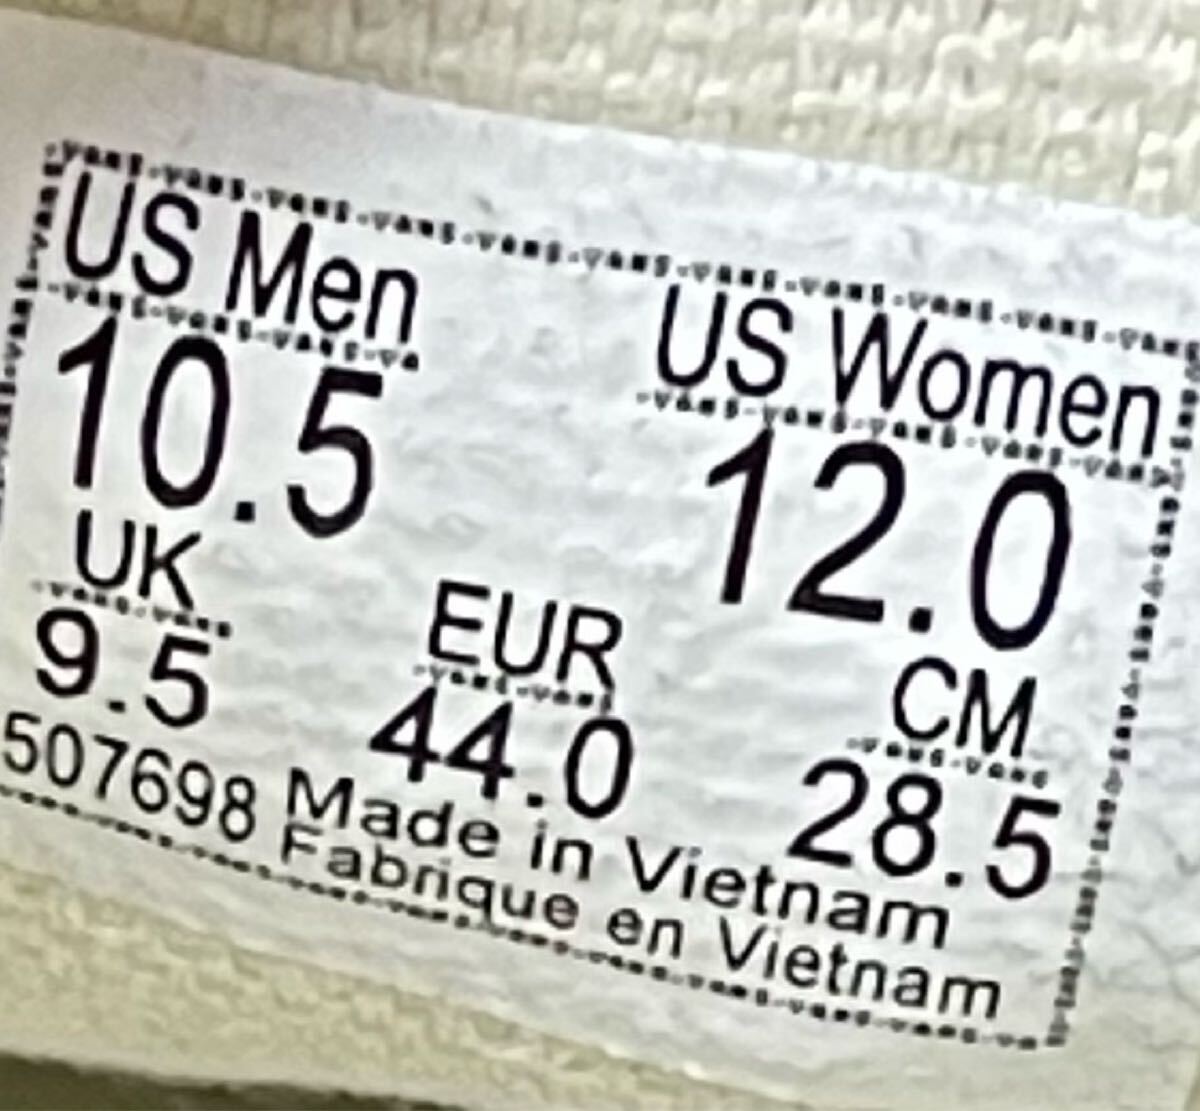 US Men US Women
10.5 12.0
UK EUR CM
9.5 44.0 28.5
507698 Made in Vietnam
Fabrique en Vietnam